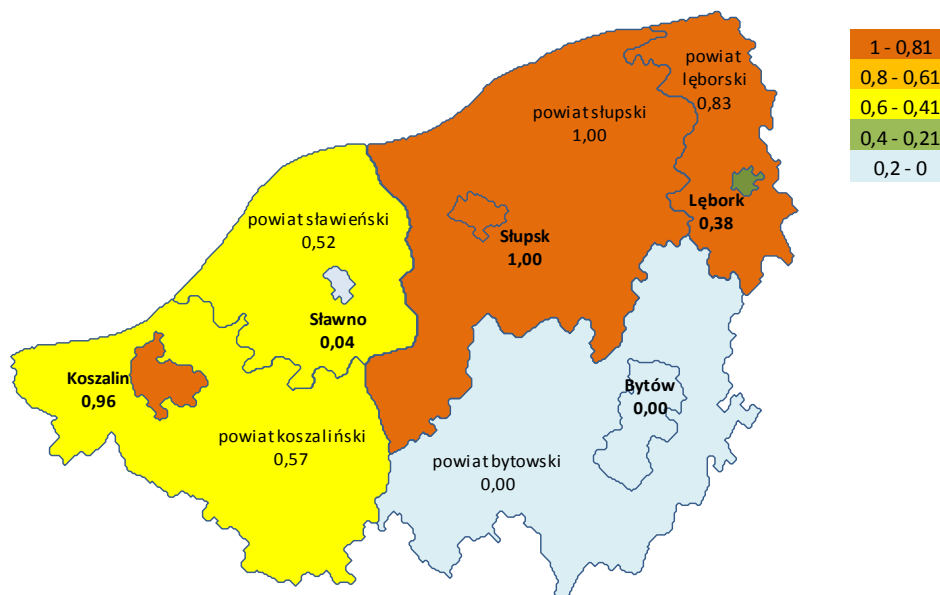 1 - 0,81
0,8 - 0,61
0,6 - 0,41
0,4 - 0,21
0,2 - 0
powiat
lęborski
0,83
powiat słupski
1,00
Lębork
0,38
powiat sławieński
0,52
Słupsk
1,00
Sławno
0,04
Koszalin
0,96
Bytów
0,00
powiat koszaliński
0,57
powiat bytowski
0,00